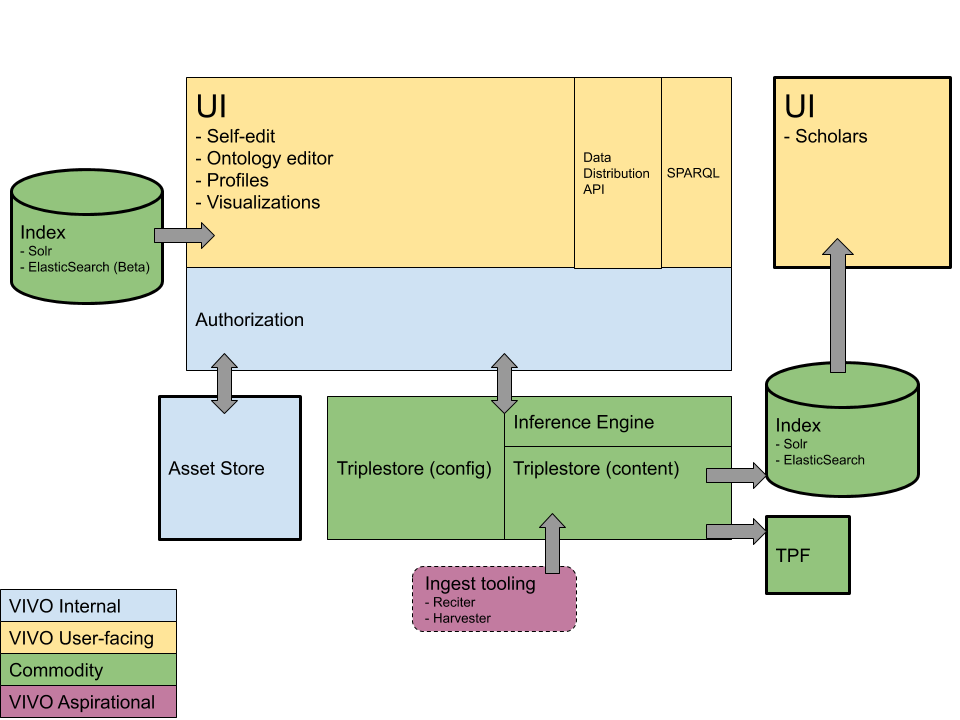 UI
- Self-edit
- Ontology editor
- Profiles
- Visualizations
Data
Distribution
API
SPARQL
UI
- Scholars
Index
- Solr
- ElasticSearch (Beta)
Authorization
Asset Store
Triplestore (config)
Inference Engine
Triplestore (content)
Index
- Solr
- ElasticSearch
TPF
Ingest tooling
- Reciter
- Harvester
VIVO Internal
VIVO User-facing
Commodity
VIVO Aspirational